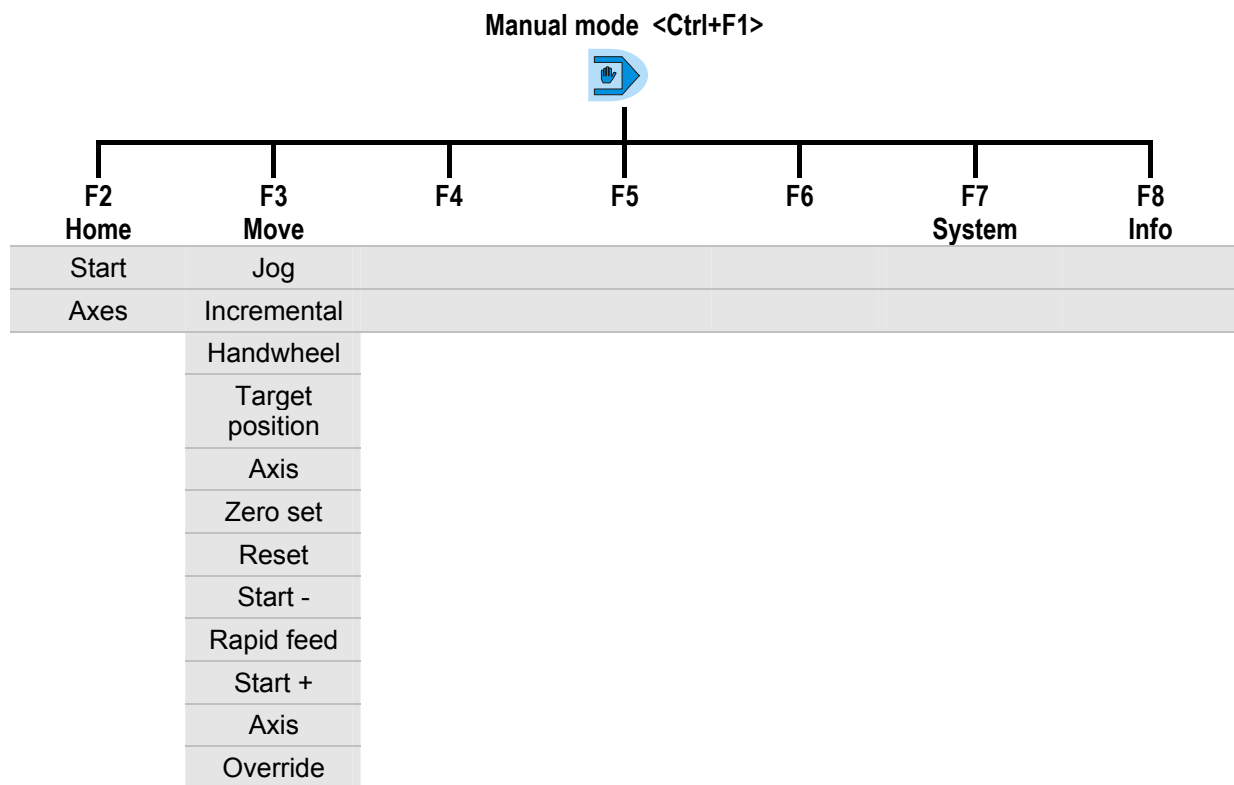 Manual mode <Ctrl+F1>
F2 F3 F4 F5 F6 F7 F8
Home Move System Info
Start Jog
Axes Incremental
Handwheel
Target
position
Axis
Zero set
Reset
Start -
Rapid feed
Start +
Axis
Override